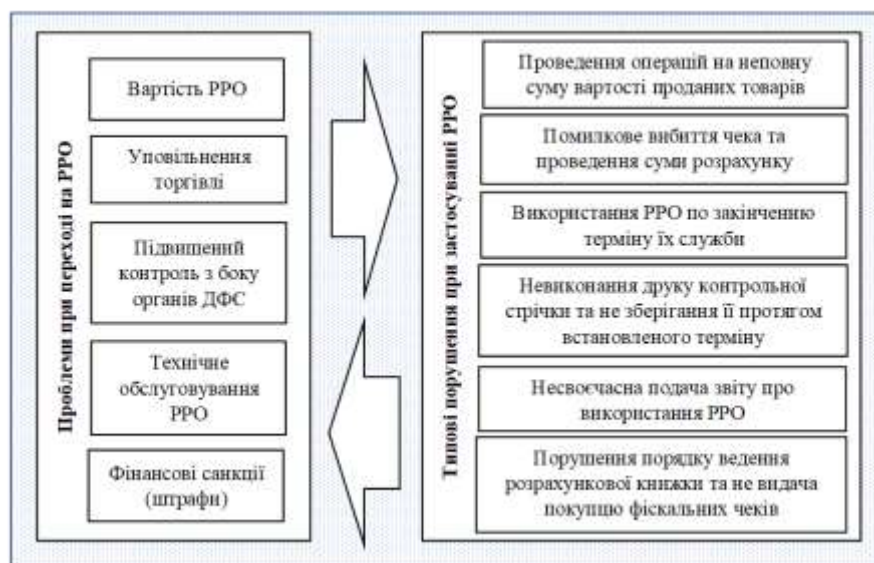 Проблеми при переході на РРО
Вартість РРО
Уповільнення
торгівлі
Підвищений
контроль з боку
органів ДФС
Технічне
обслуговування
РРО
Фінансові санкції
(штрафи)
Типові порушення при застосуванні РРО
Проведення операцій на неповну
суму вартості проданих товарів
Помилкове вибиття чека та
проведення суми розрахунку
Використання РРО по закінченню
терміну їх служби
Невиконання друку контрольної
стрічки та не зберігання її протягом
встановленого терміну
Несвоєчасна подача звіту про
використання РРО
Порушення порядку ведення
розрахункової книжки та не видача
покупцю фіскальних чеків